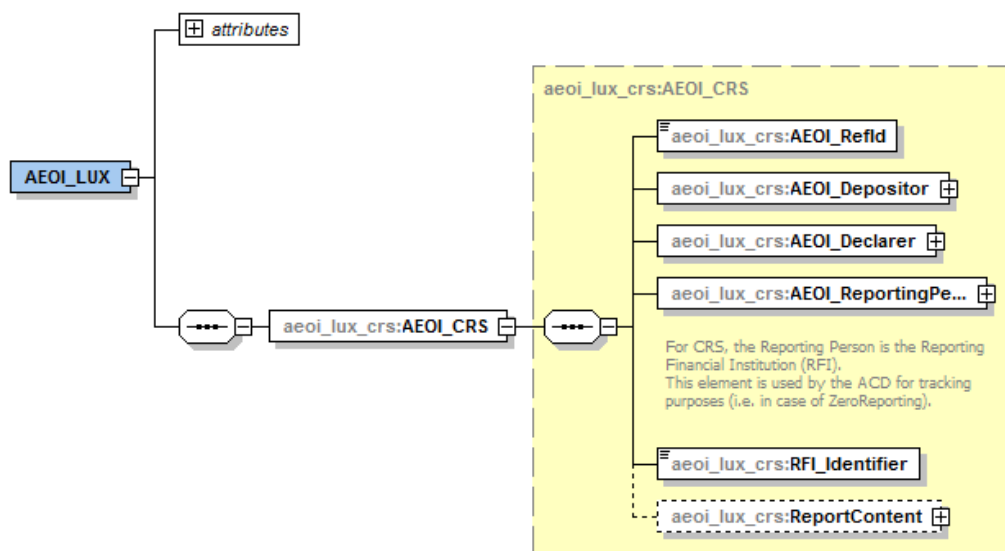 attributes
aeoi_lux_crs:AEOI_CRS
aeoi_lux_crs:AEOI_RefId
AEOI_LUX
aeoi_lux_crs:AEOI_Depositor
aeoi_lux_crs:AEOI_Declarer
aeoi_lux_crs:AEOI_ReportingPe...
aeoi_lux_crs:AEOI_CRS
For CRS, the Reporting Person is the Reporting
Financial Institution (RFI).
This element is used by the ACD for tracking
purposes (i.e. in case of ZeroReporting).
aeoi_lux_crs:RFI_Identifier
aeoi_lux_crs:ReportContent